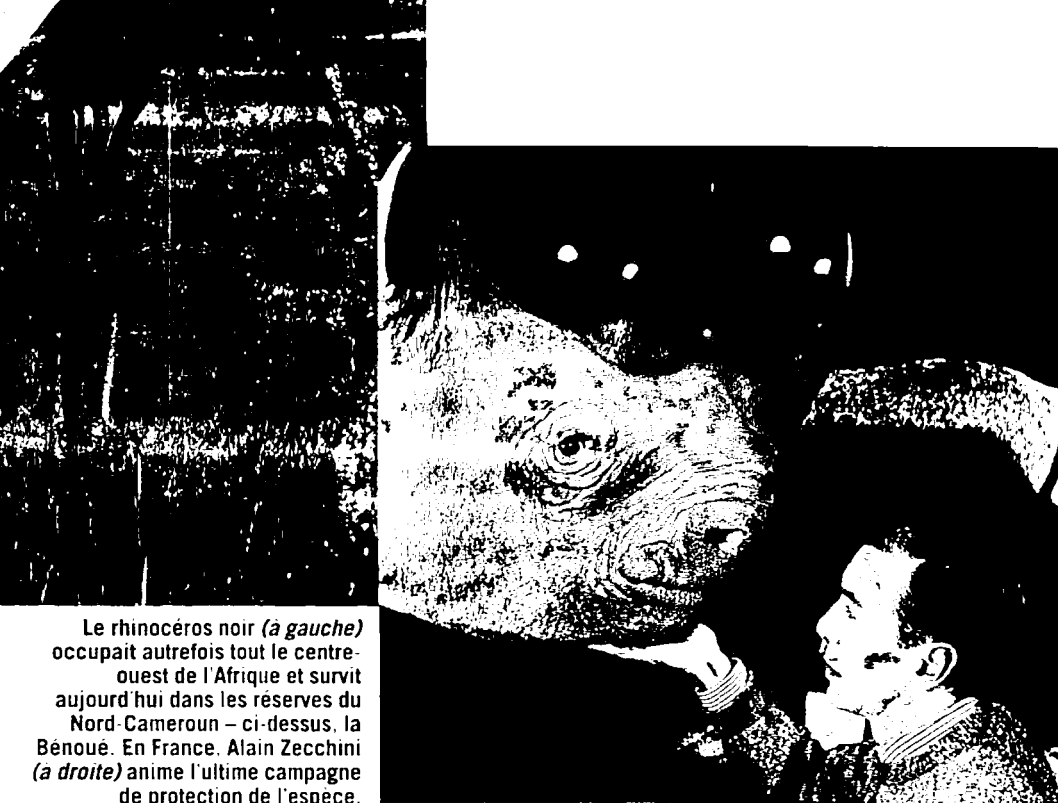 Le rhinocéros noir (à gauche)
occupait autrefois tout le centre-
ouest de l'Afrique et survit
aujourd'hui dans les réserves du
Nord-Cameroun – ci-dessus, la
Bénoué. En France, Alain Zecchini
(à droite) anime l'ultime campagne
de protection de l'espèce.